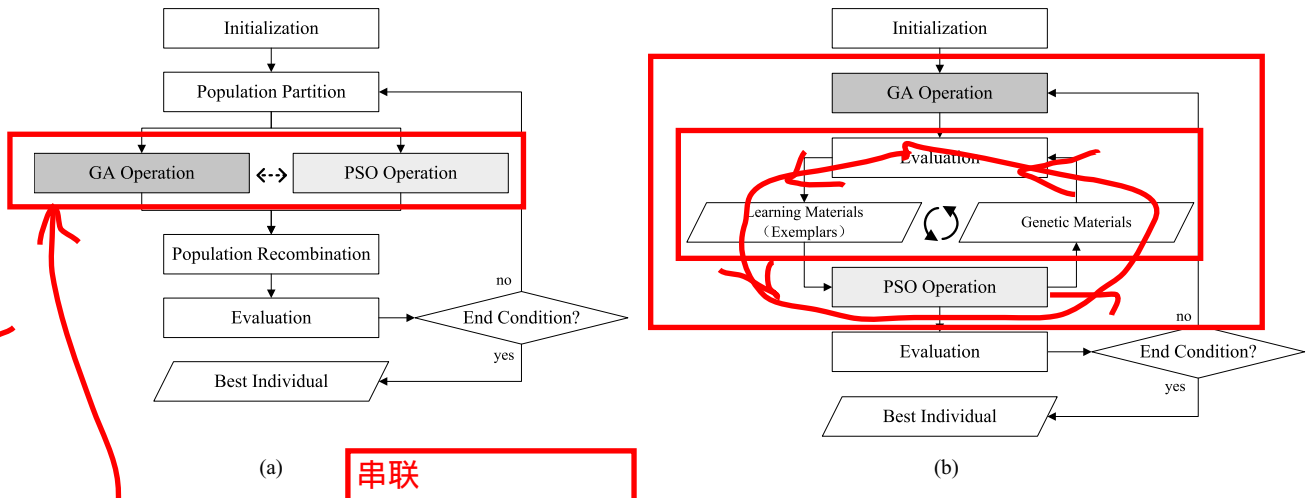 Initialization
Population Partition
GA Operation
PSO Operation
Population Recombination
no
Evaluation
End Condition?
yes
Best Individual
(a)
串联
Initialization
GA Operation
Evaluation
Learning Materials
（Exemplars）
Genetic Materials
PSO Operation
no
Evaluation
End Condition?
yes
Best Individual
(b)